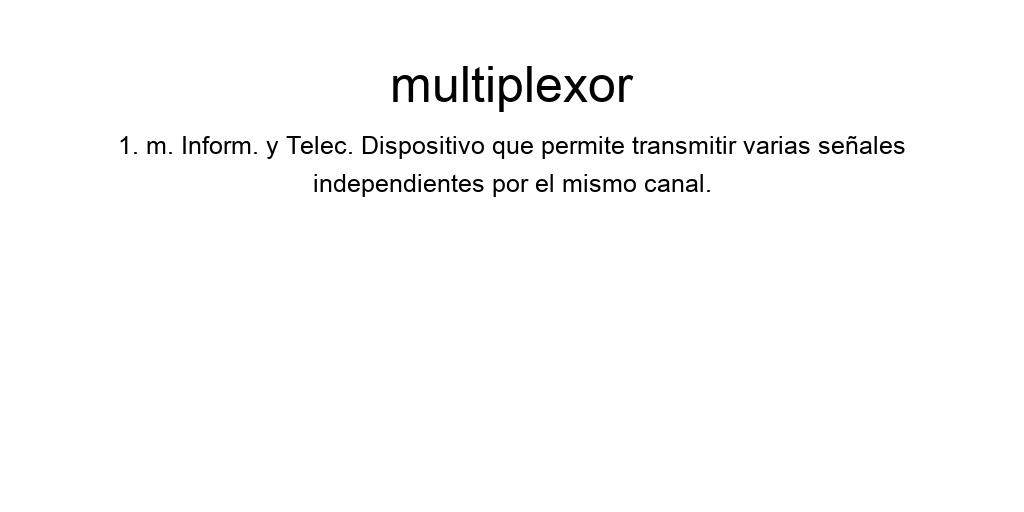 multiplexor
1. m. Inform. y Telec. Dispositivo que permite transmitir varias señales
independientes por el mismo canal.